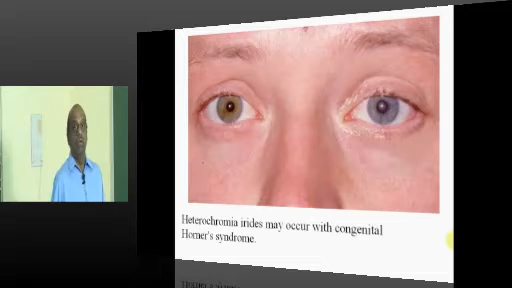 Heterochromia irides may occur with congenital
Horner's syndrome.